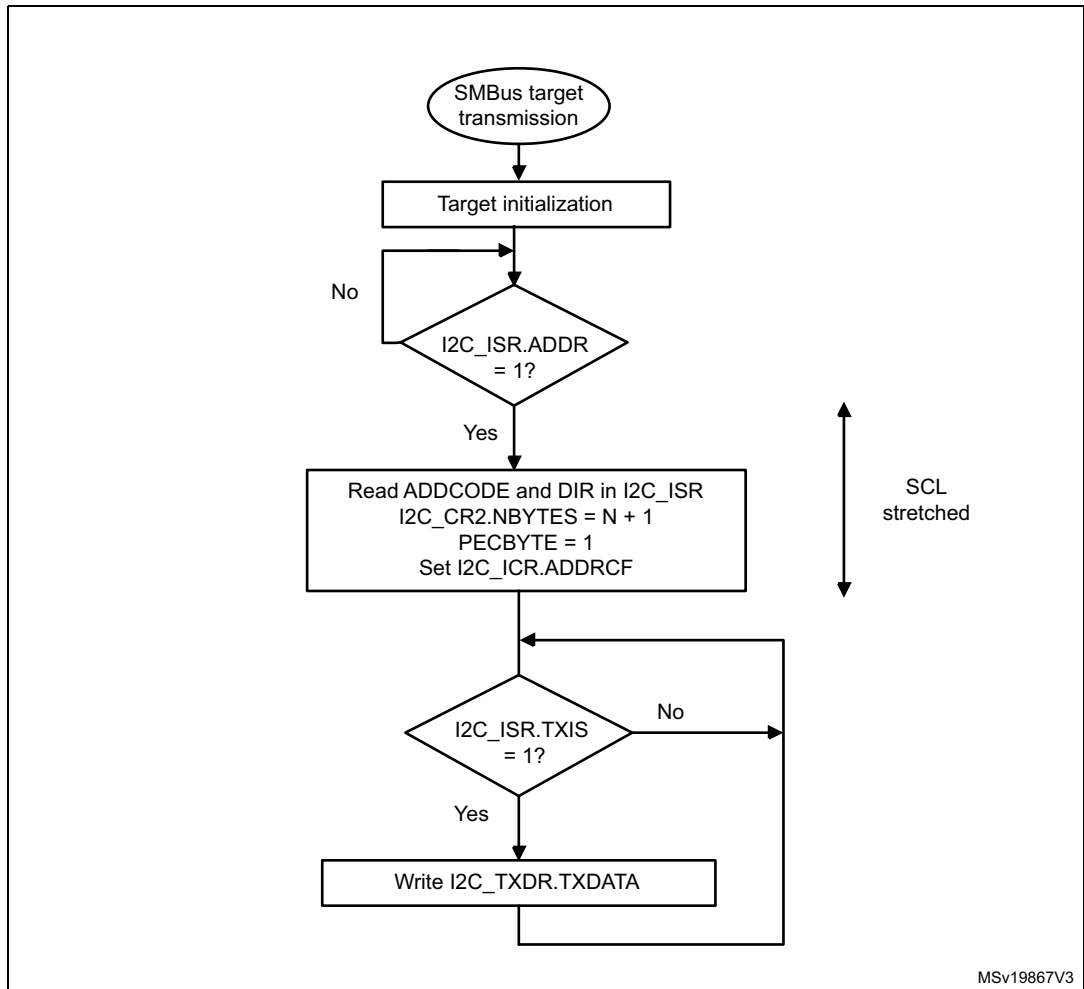 SMBus target
transmission
Target initialization
No
I2C_ISR.ADDR
= 1?
Yes
Read ADDCODE and DIR in I2C_ISR
I2C_CR2.NBYTES = N + 1
PECBYTE = 1
Set I2C_ICR.ADDRCF
SCL
stretched
I2C_ISR.TXIS
= 1?
No
Yes
Write I2C_TXDR.TXDATA
MSv19867V3